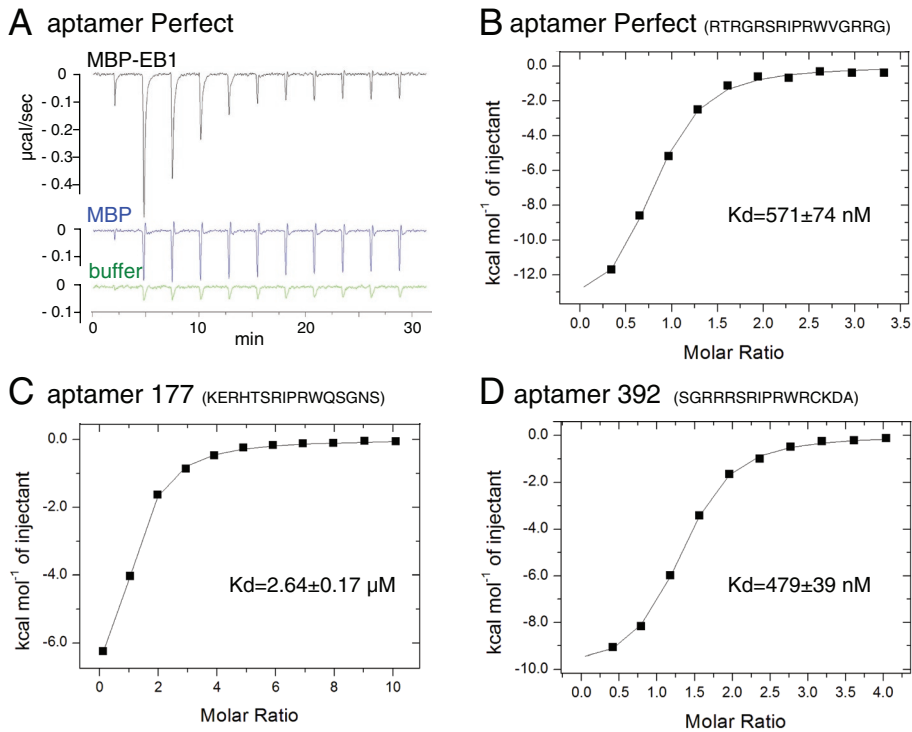 A aptamer Perfect
MBP-EB1
0
- 0.1
- 0.2
- 0.3
- 0.4
µcal/sec
MBP
0
- 0.1
buffer
0
- 0.1
0 10 20 30
min
B aptamer Perfect (RTRGRSRIPRWVGRRG)
0.0
-2.0
-4.0
-6.0
-8.0
-10.0
-12.0
kcal mol⁻¹ of injectant
Kd=571±74 nM
0.0 0.5 1.0 1.5 2.0 2.5 3.0 3.5
Molar Ratio
C aptamer 177 (KERHTSRIPRWQSGNS)
0.0
-2.0
-4.0
-6.0
kcal mol⁻¹ of injectant
Kd=2.64±0.17 µM
0 2 4 6 8 10
Molar Ratio
D aptamer 392 (SGRRRSRIPRWRCKDA)
0.0
-2.0
-4.0
-6.0
-8.0
-10.0
kcal mol⁻¹ of injectant
Kd=479±39 nM
0.0 0.5 1.0 1.5 2.0 2.5 3.0 3.5 4.0
Molar Ratio